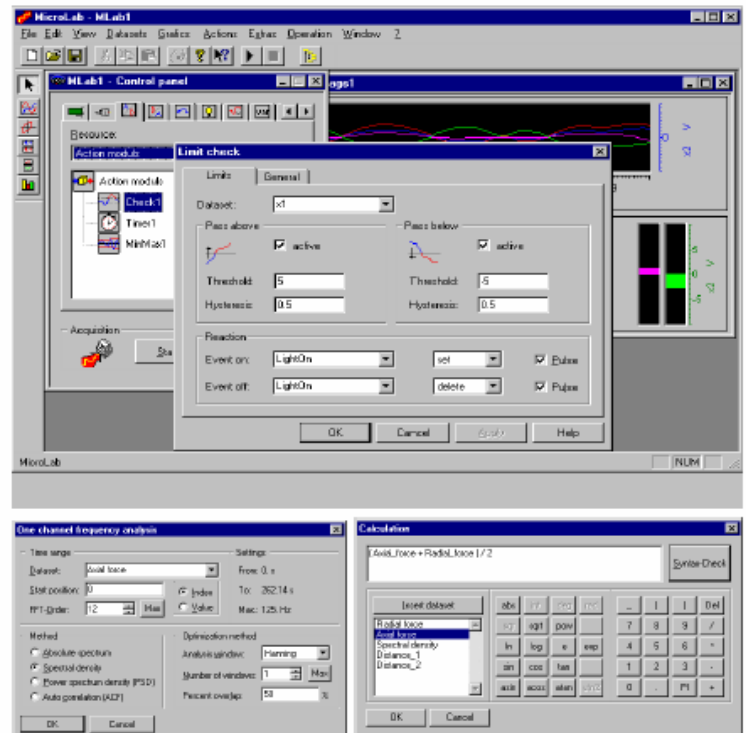 MicroLab - MLab1
File Edit View Datasets Grafics Actions Extras Operation Window ?
MLab1 - Control panel
ags1
Resource:
Action module
Action module
Check1
Timer1
MinMax1
Acquisition
Sta
Limit check
Limits General
Dataset: x1
Pass above Pass below
active active
Threshold: 5 Threshold: -5
Hysteresis: 0.5 Hysteresis: 0.5
Reaction
Event on: LightOn set Pulse
Event off: LightOn delete Pulse
OK Cancel Apply Help
MicroLab NUM
One channel frequency analysis
Time range Settings
Dataset: Axial force From: 0. s
Start position: 0 Index To: 262.14 s
FFT-Order: 12 Max Value Max: 125. Hz
Method Optimization method
Absolute spectrum Analysis window: Hanning
Spectral density Number of windows: 1 Max
Power spectrum density (PSD) Percent overlap: 50 %
Auto correlation (ACF)
OK Cancel
Calculation
(Axial_force + Radial_force ) / 2
Syntax-Check
Insert dataset
Radial force
Axial force
Spectral density
Distance_1
Distance_2
abs int
sqrt pow
ln log e exp
sin cos tan
asin acos atan
( ) Del
7 8 9 /
4 5 6 *
1 2 3 -
0 . PI +
OK Cancel